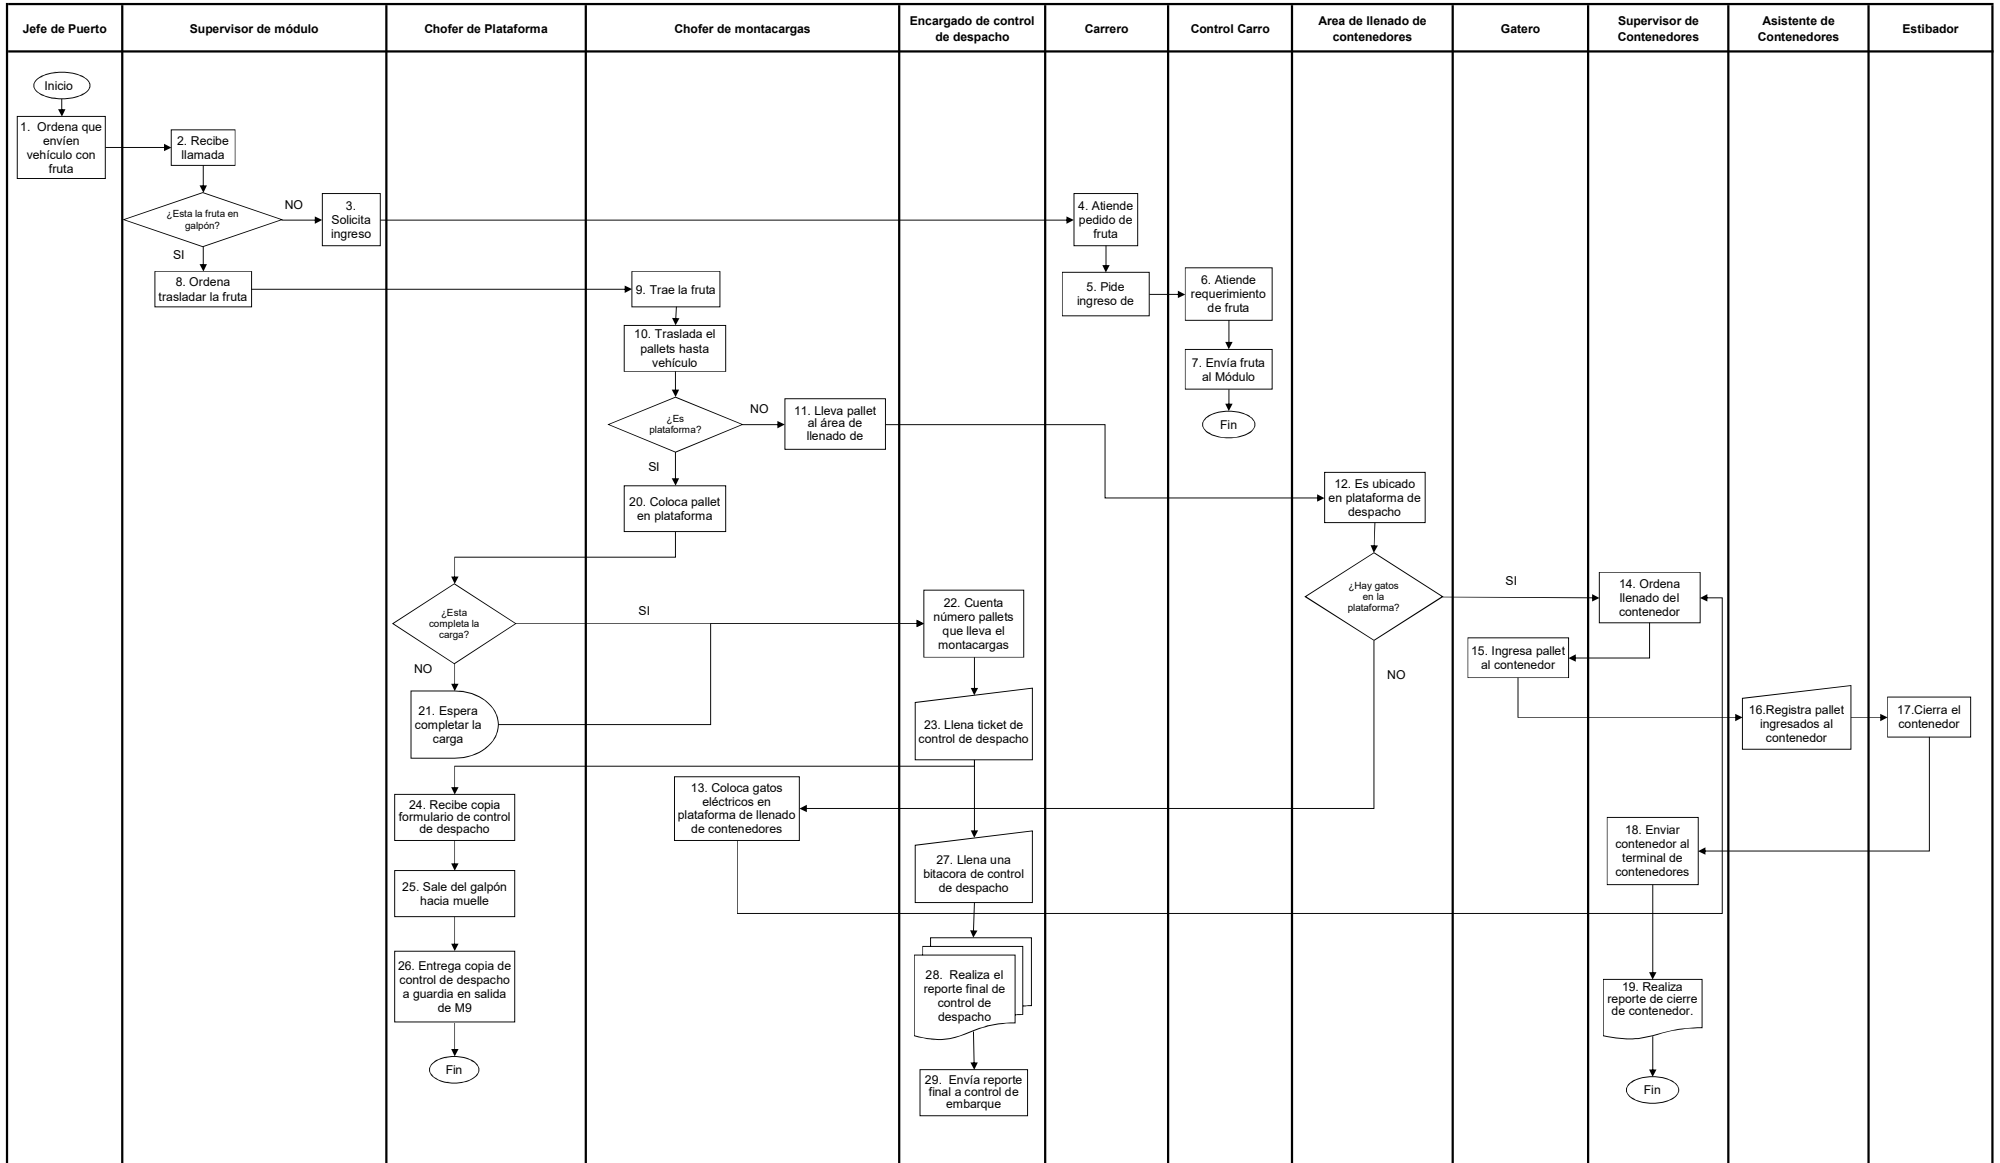 Jefe de Puerto
Supervisor de módulo
Chofer de Plataforma
Chofer de montacargas
Encargado de control
de despacho
Carrero
Control Carro
Area de llenado de
contenedores
Gatero
Supervisor de
Contenedores
Asistente de
Contenedores
Estibador
Inicio
1. Ordena que
envíen
vehículo con
fruta
2. Recibe
llamada
¿Esta la fruta en
galpón?
NO
3.
Solicita
ingreso
4. Atiende
pedido de
fruta
SI
8. Ordena
trasladar la fruta
9. Trae la fruta
5. Pide
ingreso de
6. Atiende
requerimiento
de fruta
10. Traslada el
pallets hasta
vehículo
7. Envía fruta
al Módulo
Fin
¿Es
plataforma?
NO
11. Lleva pallet
al área de
llenado de
SI
20. Coloca pallet
en plataforma
12. Es ubicado
en plataforma de
despacho
¿Hay gatos
en la
plataforma?
SI
14. Ordena
llenado del
contenedor
NO
15. Ingresa pallet
al contenedor
¿Esta
completa la
carga?
SI
22. Cuenta
número pallets
que lleva el
montacargas
NO
21. Espera
completar la
carga
23. Llena ticket de
control de despacho
16.Registra pallet
ingresados al
contenedor
17.Cierra el
contenedor
24. Recibe copia
formulario de control
de despacho
13. Coloca gatos
eléctricos en
plataforma de llenado
de contenedores
18. Enviar
contenedor al
terminal de
contenedores
27. Llena una
bitacora de control
de despacho
25. Sale del galpón
hacia muelle
26. Entrega copia de
control de despacho
a guardia en salida
de M9
28. Realiza el
reporte final de
control de
despacho
19. Realiza
reporte de cierre
de contenedor.
Fin
29. Envía reporte
final a control de
embarque
Fin